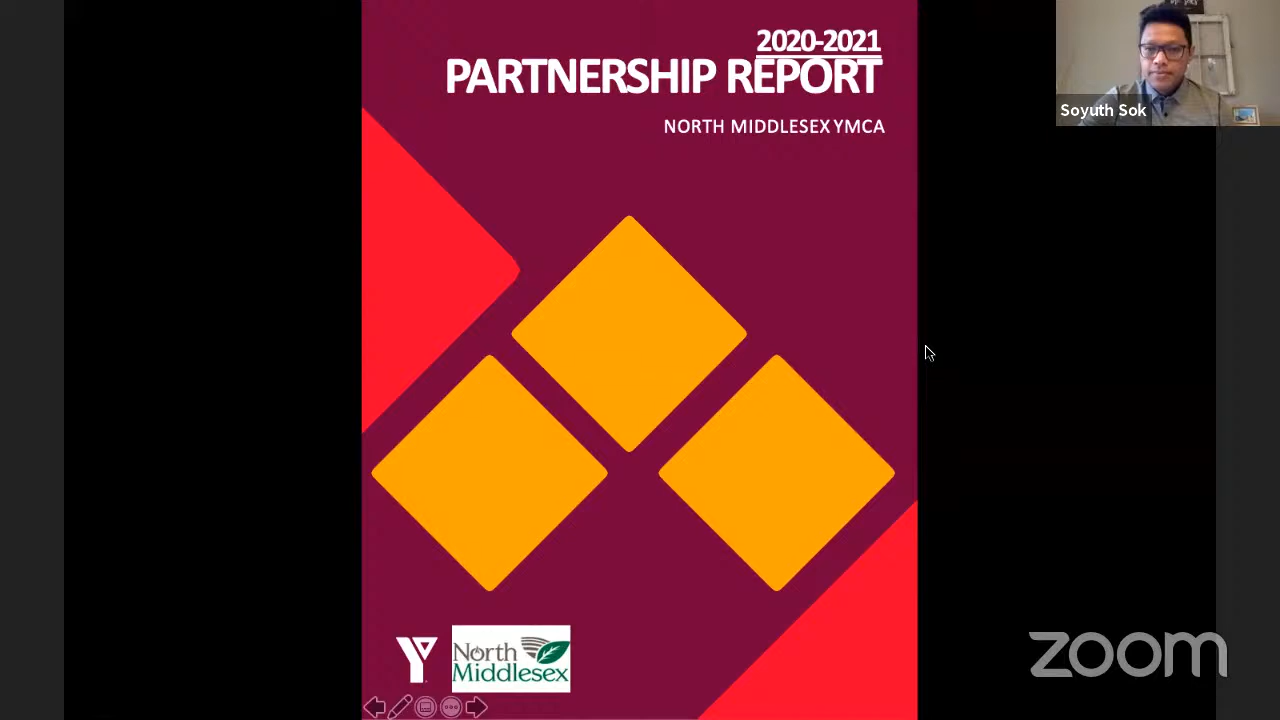 2020-2021
PARTNERSHIP REPORT
NORTH MIDDLESEX YMCA
Soyuth Sok
Y
North
Middlesex
zoom